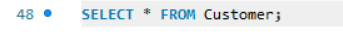 48 SELECT * FROM Customer;